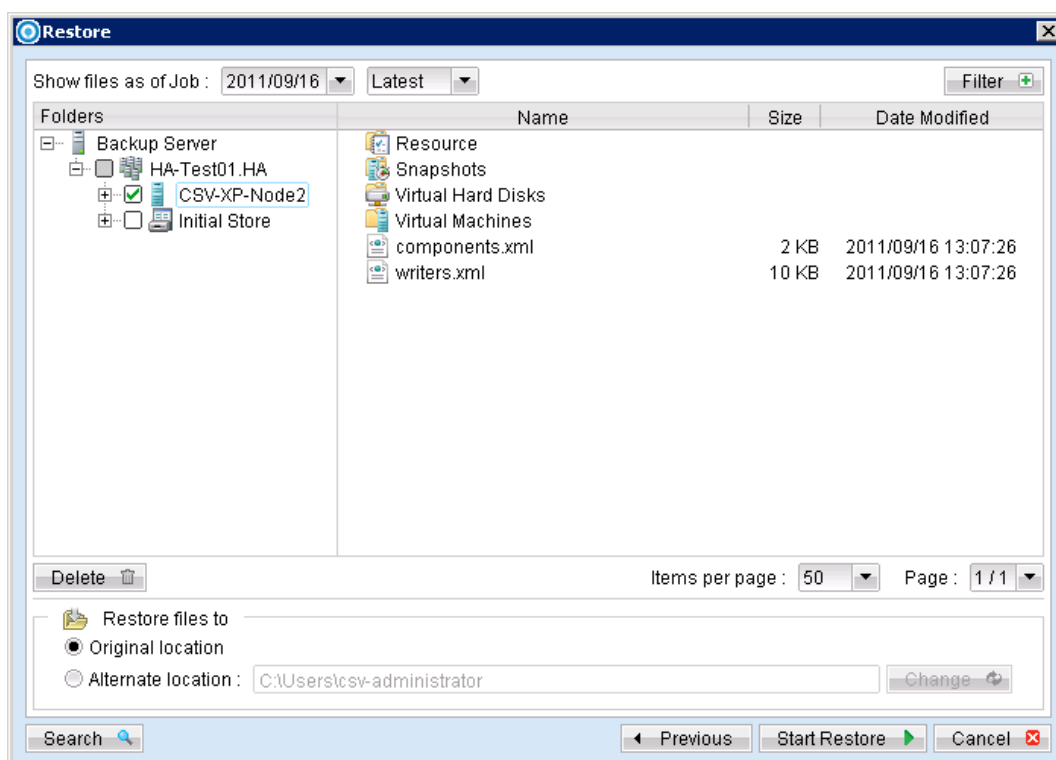 Restore
Show files as of Job : 2011/09/16 Latest Filter
Folders Name Size Date Modified
Backup Server Resource
HA-Test01.HA Snapshots
CSV-XP-Node2 Virtual Hard Disks
Initial Store Virtual Machines
components.xml 2 KB 2011/09/16 13:07:26
writers.xml 10 KB 2011/09/16 13:07:26
Delete Items per page : 50 Page : 1 / 1
Restore files to
Original location
Alternate location : C:\Users\csv-administrator Change
Search Previous Start Restore Cancel